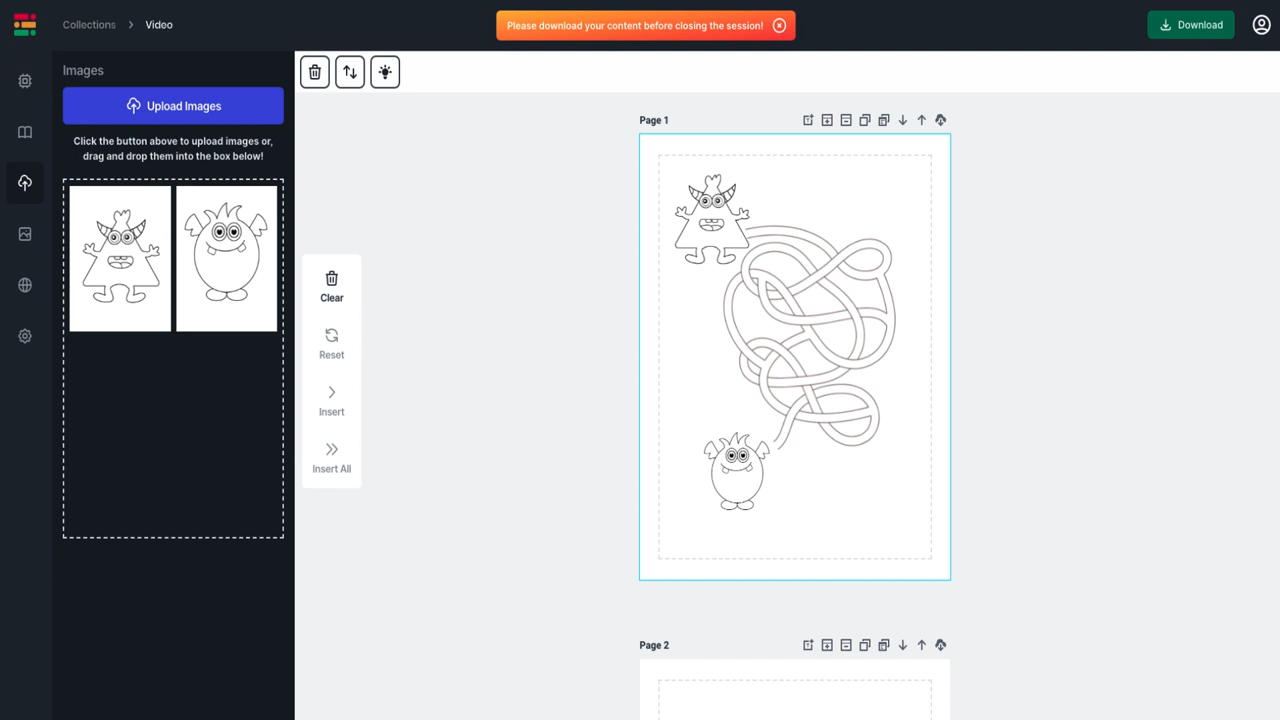 Collections > Video
Please download your content before closing the session!
Download
Images
Upload Images
Click the button above to upload images or,
drag and drop them into the box below!
Clear
Reset
Insert
Insert All
Page 1
Page 2